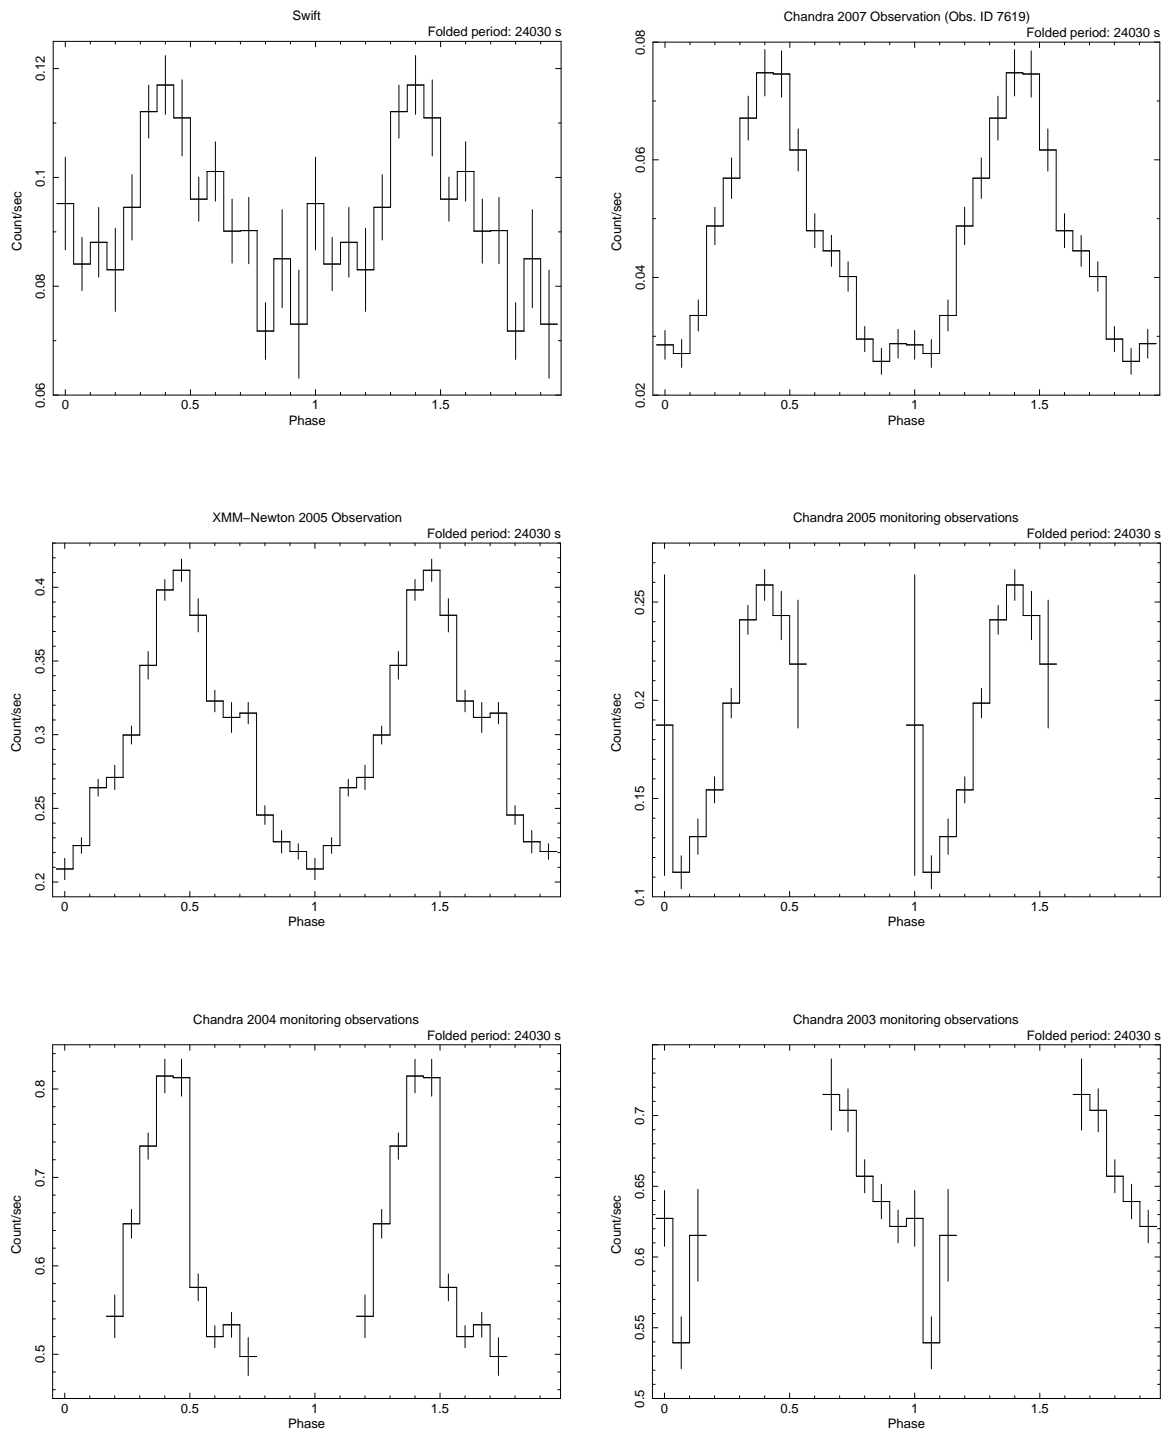 Swift
Folded period: 24030 s
Count/sec
0.06 0.08 0.1 0.12
0 0.5 1 1.5
Phase
Chandra 2007 Observation (Obs. ID 7619)
Folded period: 24030 s
Count/sec
0.02 0.04 0.06 0.08
0 0.5 1 1.5
Phase
XMM−Newton 2005 Observation
Folded period: 24030 s
Count/sec
0.2 0.25 0.3 0.35 0.4
0 0.5 1 1.5
Phase
Chandra 2005 monitoring observations
Folded period: 24030 s
Count/sec
0.1 0.15 0.2 0.25
0 0.5 1 1.5
Phase
Chandra 2004 monitoring observations
Folded period: 24030 s
Count/sec
0.5 0.6 0.7 0.8
0 0.5 1 1.5
Phase
Chandra 2003 monitoring observations
Folded period: 24030 s
Count/sec
0.5 0.55 0.6 0.65 0.7
0 0.5 1 1.5
Phase